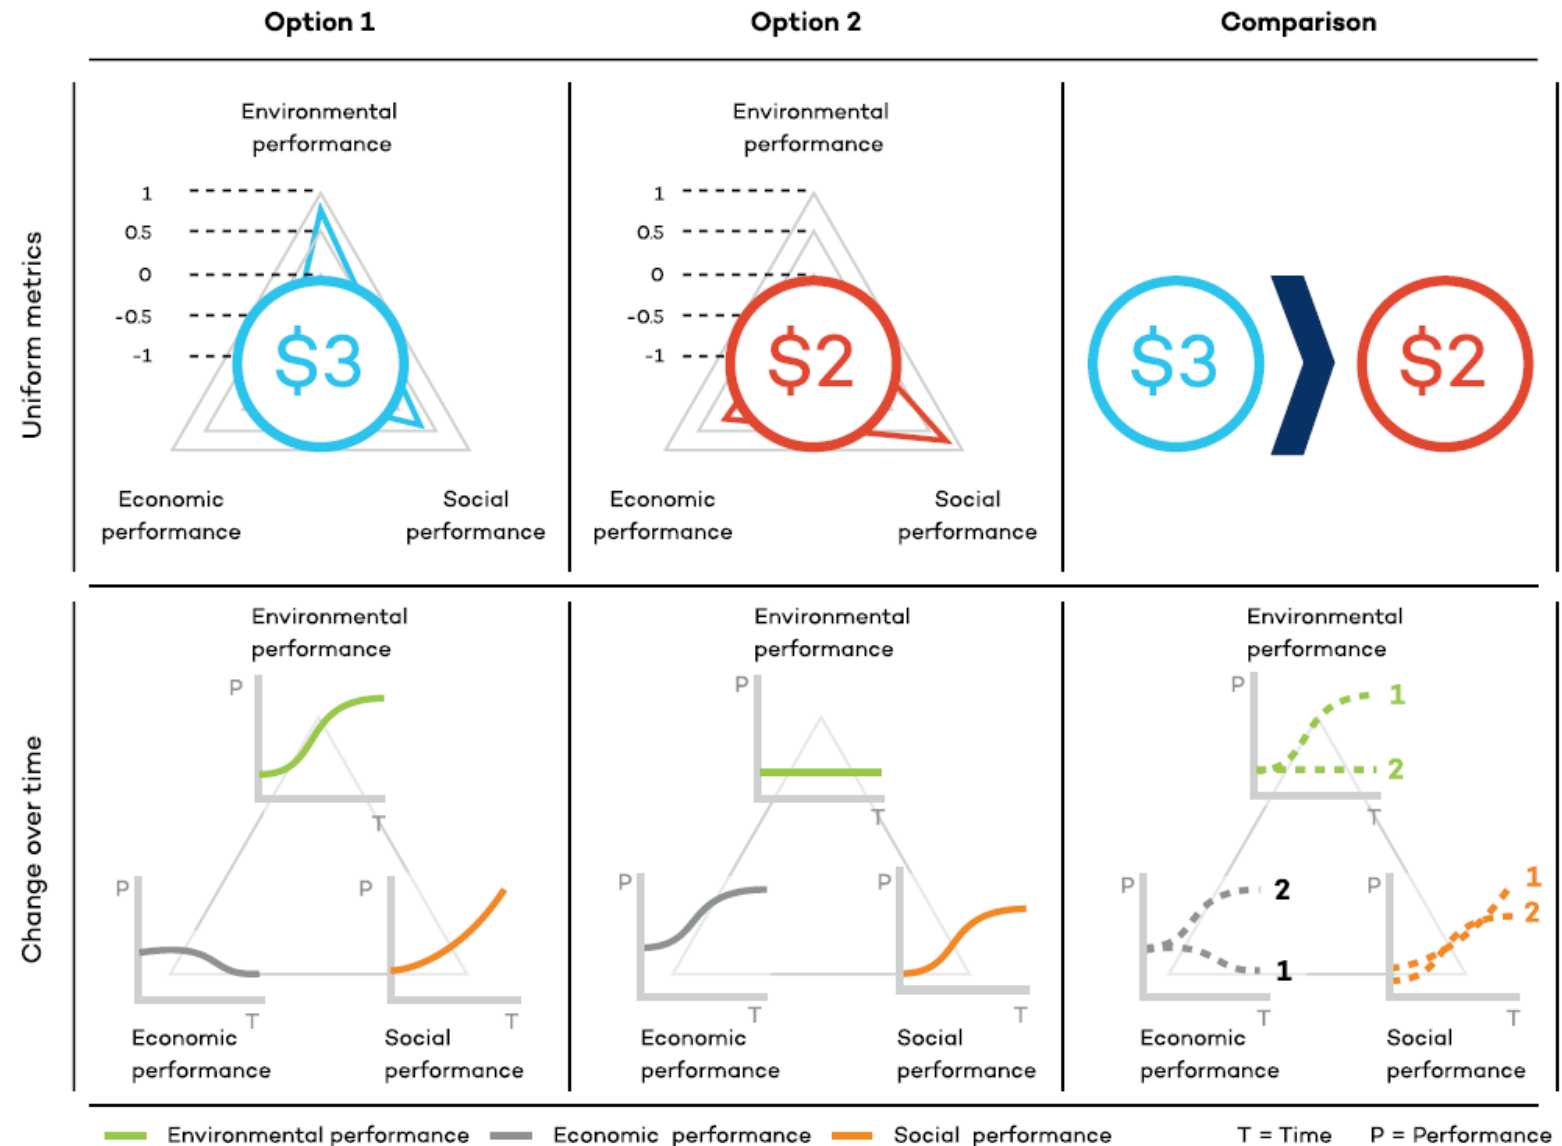 Option 1
Option 2
Comparison
Uniform metrics
Environmental
performance
1
0.5
0
-0.5
-1
$3
Economic
performance
Social
performance
Environmental
performance
1
0.5
0
-0.5
-1
$2
Economic
performance
Social
performance
$3
$2
Change over time
Environmental
performance
P
T
P
T
Economic
performance
P
T
Social
performance
Environmental
performance
P
T
P
T
Economic
performance
P
T
Social
performance
Environmental
performance
P
1
2
T
P
2
1
T
Economic
performance
P
1
2
T
Social
performance
Environmental performance
Economic performance
Social performance
T = Time
P = Performance